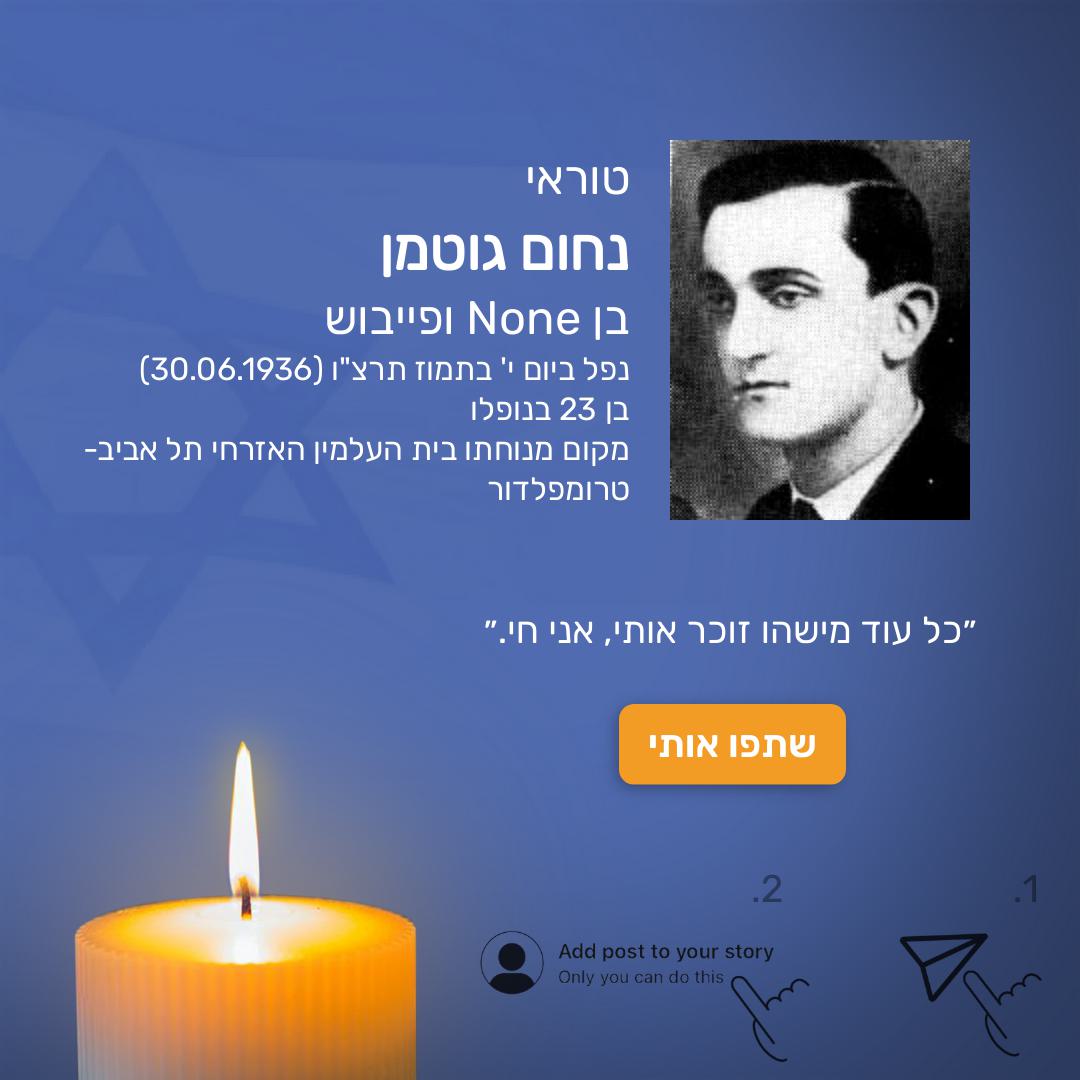 טוראי
נחום גוטמן
בן None ופייבוש
נפל ביום י' בתמוז תרצ"ו (30.06.1936)
בן 23 בנופלו
מקום מנוחתו בית העלמין האזרחי תל אביב-
טרומפלדור
״כל עוד מישהו זוכר אותי, אני חי.״
שתפו אותי
1.
2.
Add post to your story
Only you can do this